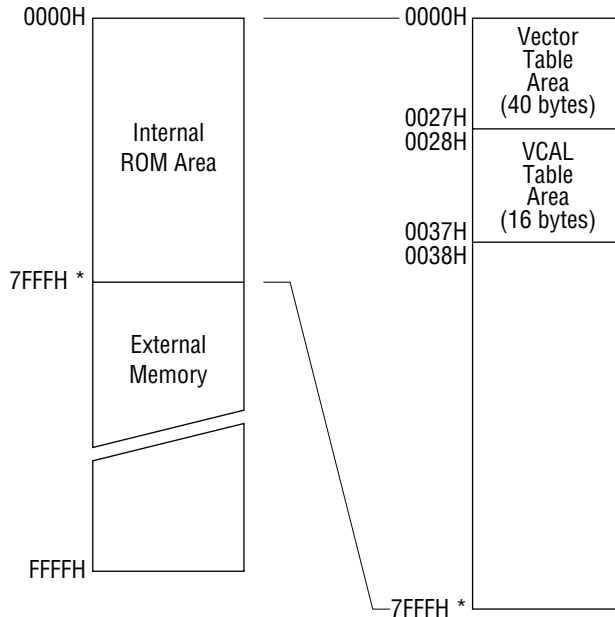 0000H
Internal
ROM Area
7FFFH *
External
Memory
FFFFH
0000H
Vector
Table
Area
(40 bytes)
0027H
0028H
VCAL
Table
Area
(16 bytes)
0037H
0038H
7FFFH *